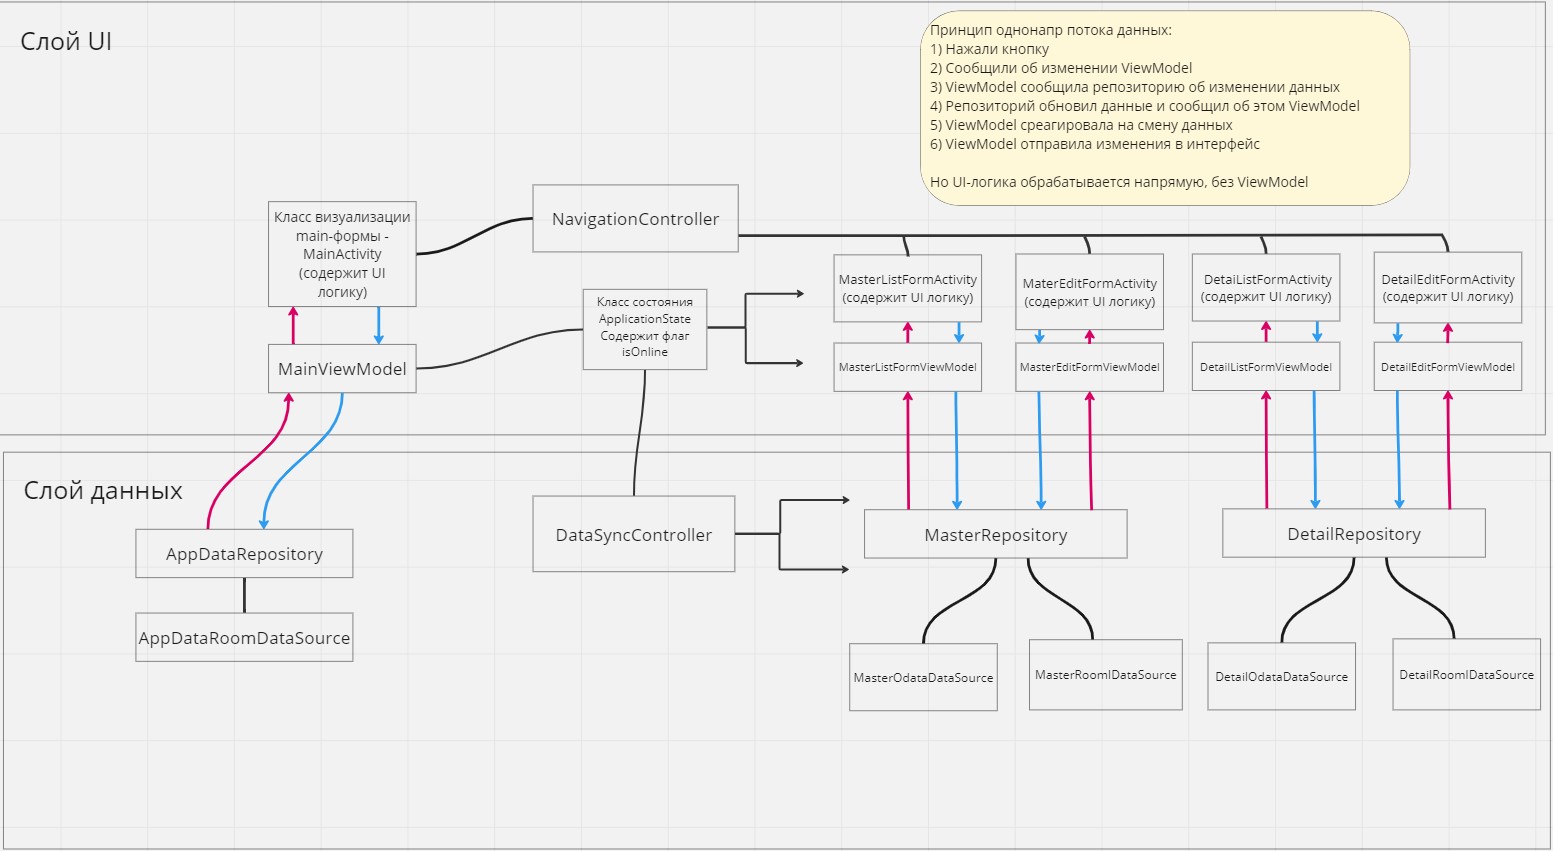 Слой UI
Принцип однонапр потока данных:
1) Нажали кнопку
2) Сообщили об изменении ViewModel
3) ViewModel сообщила репозиторию об изменении данных
4) Репозиторий обновил данные и сообщил об этом ViewModel
5) ViewModel среагировала на смену данных
6) ViewModel отправила изменения в интерфейс
Но UI-логика обрабатывается напрямую, без ViewModel
Класс визуализации
main-формы -
MainActivity
(содержит UI
логику)
NavigationController
MainViewModel
Класс состояния
ApplicationState
Содержит флаг
isOnline
MasterListFormActivity
(содержит UI логику)
MaterEditFormActivity
(содержит UI логику)
DetaiListFormActivity
(содержит UI логику)
DetailEditFormActivity
(содержит UI логику)
MasterListFormViewModel
MasterEditFormViewModel
DetailListFormViewModel
DetailEditFormViewModel
Слой данных
AppDataRepository
AppDataRoomDataSource
DataSyncController
MasterRepository
DetailRepository
MasterOdataDataSource
MasterRoomlDataSource
DetailOdataDataSource
DetailRoomlDataSource